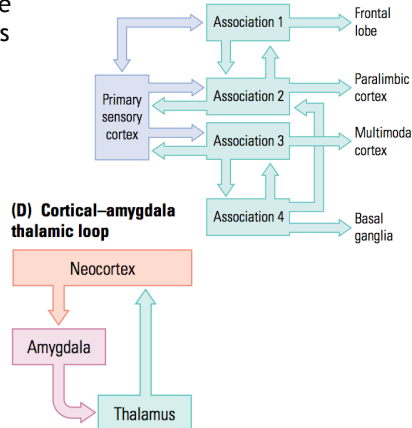 e
s
Association 1
Frontal
lobe
Primary
sensory
cortex
Association 2
Paralimbic
cortex
Association 3
Multimoda
cortex
Association 4
Basal
ganglia
(D) Cortical–amygdala
thalamic loop
Neocortex
Amygdala
Thalamus